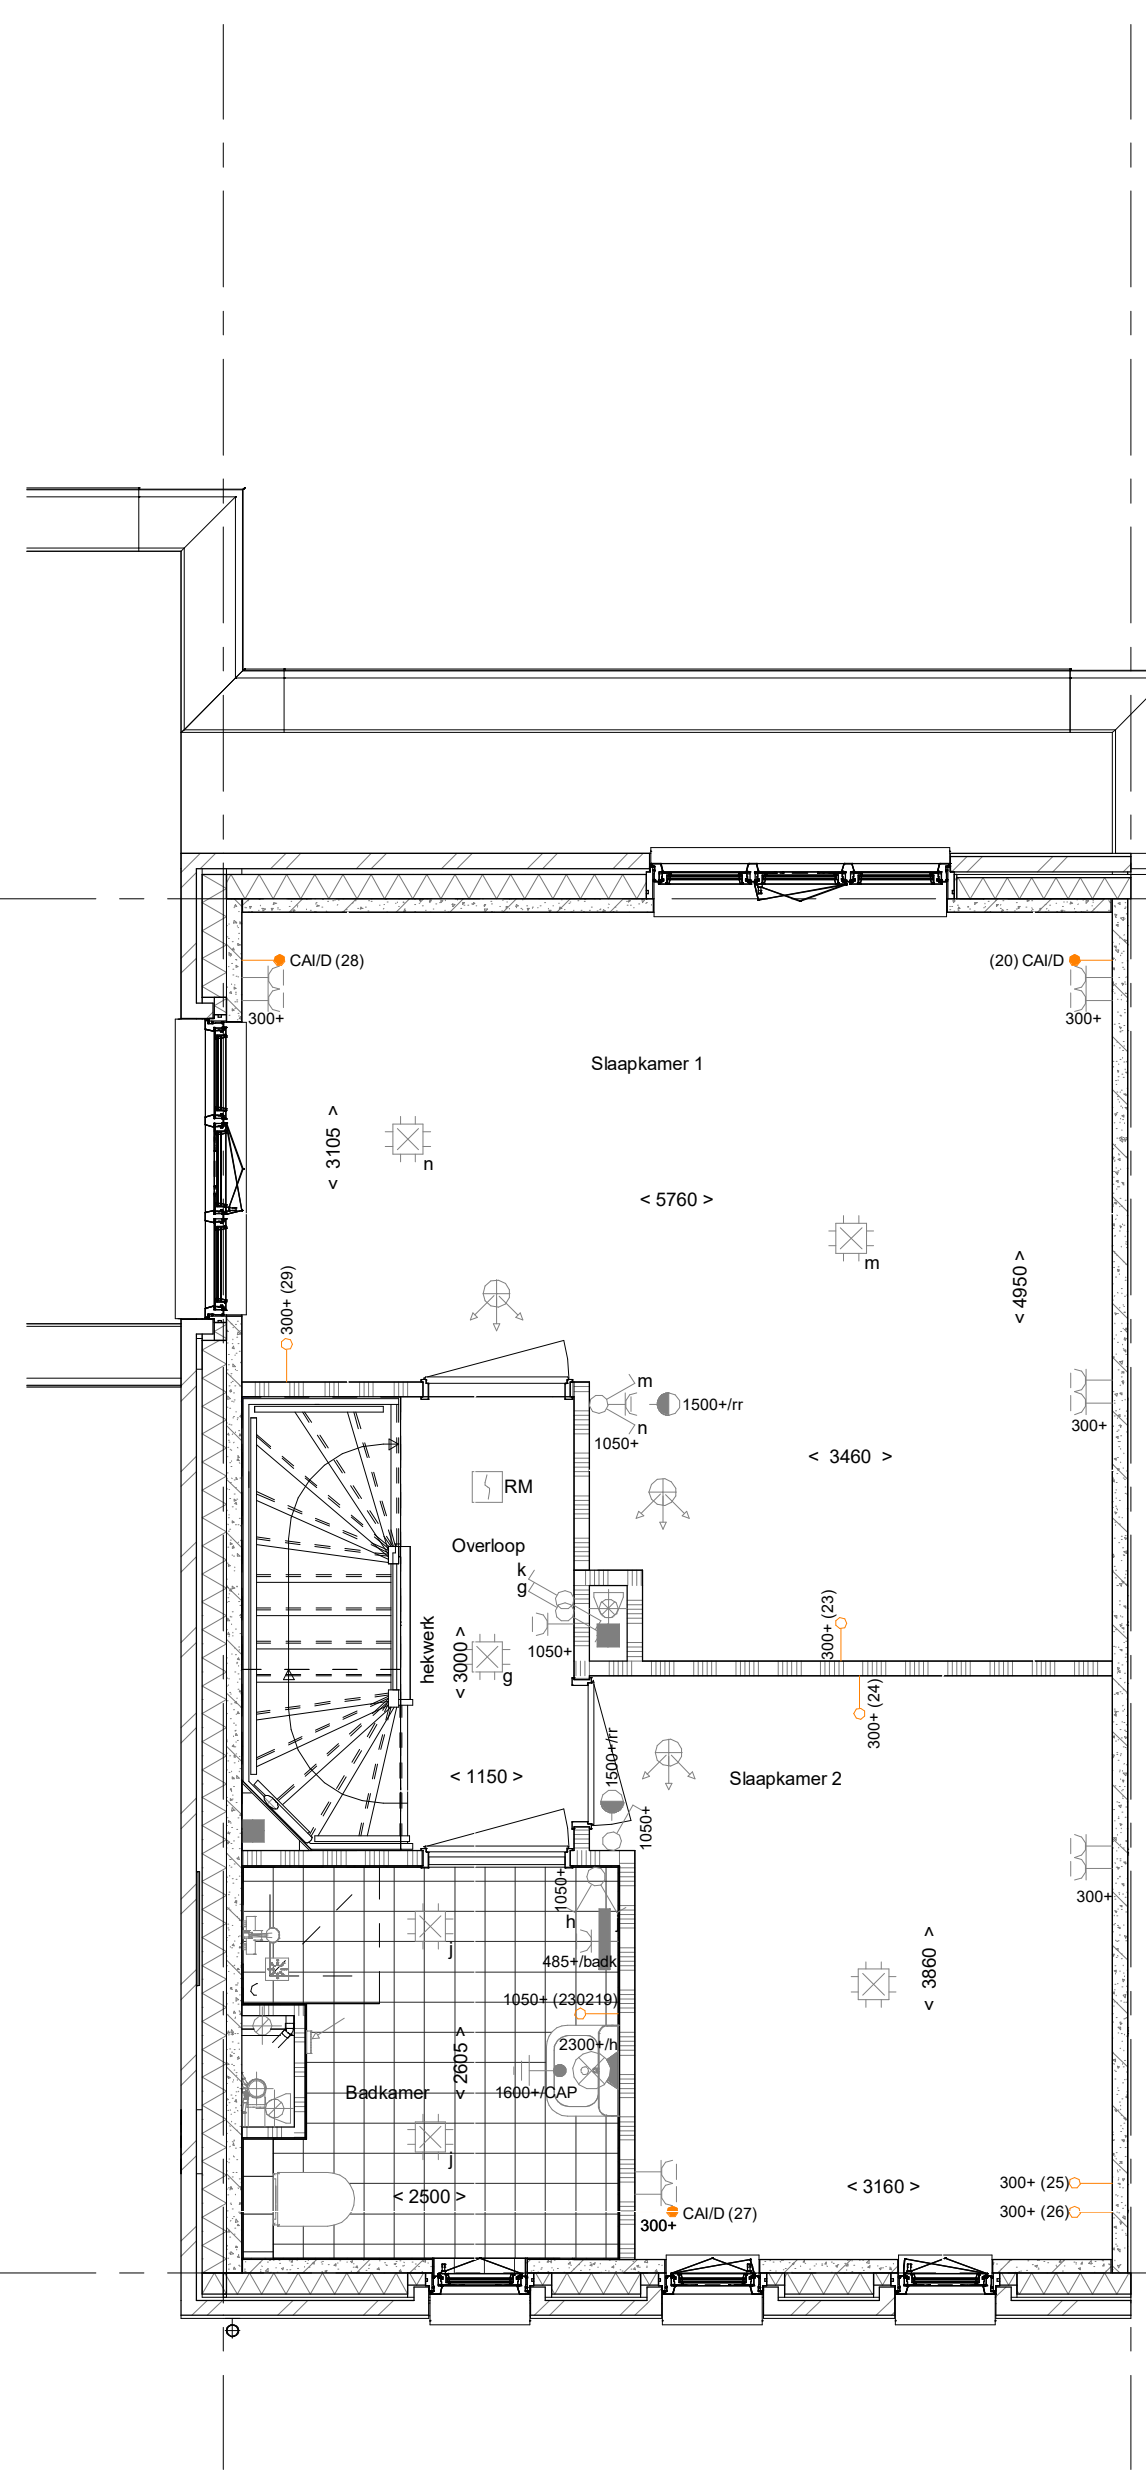 CAI/D (28)
(20) CAI/D
300+
300+
Slaapkamer 1
< 3105 >
n
< 5760 >
m
< 4950 >
300+ (29)
m
1500+/rr
n
1050+
300+
< 3460 >
RM
Overloop
k
g
1050+
hekwerk
< 3000 >
g
300+ (23)
300+ (24)
1500+/rr
Slaapkamer 2
< 1150 >
1050+
1050+
300+
h
j
485+/badk
< 3860 >
1050+ (230219)
2300+/h
< 2605 >
Badkamer
1600+/CAP
j
< 2500 >
< 3160 >
300+ (25)
300+ (26)
CAI/D (27)
300+